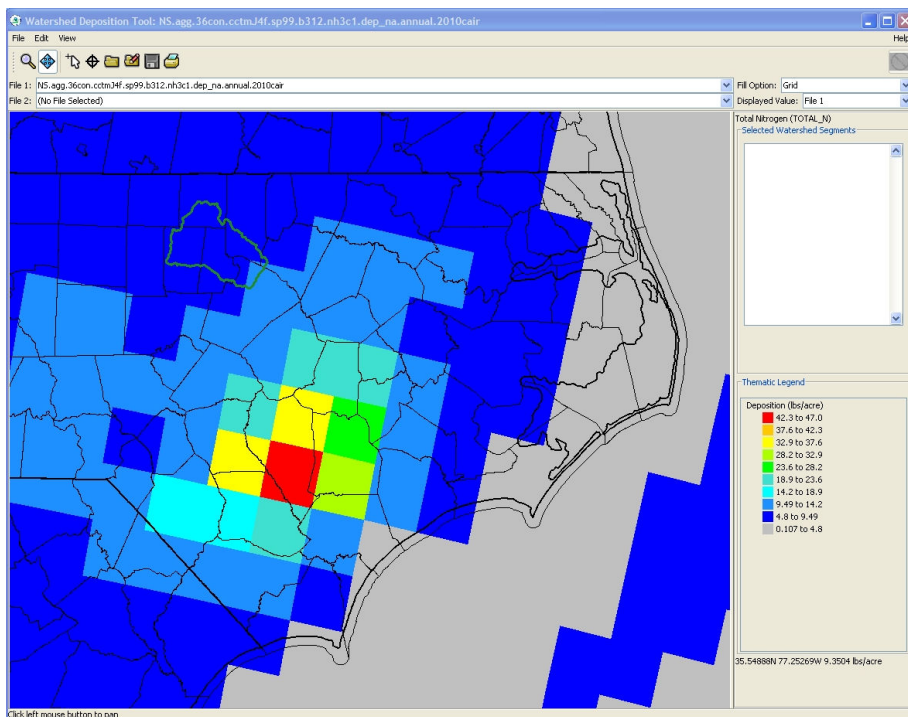 Watershed Deposition Tool: NS.agg.36con.cctmJ4f.sp99.b312.nh3c1.dep_na.annual.2010cair
File Edit View Help
File 1: NS.agg.36con.cctmJ4f.sp99.b312.nh3c1.dep_na.annual.2010cair
Fill Option: Grid
File 2: (No File Selected)
Displayed Value: File 1
Total Nitrogen (TOTAL_N)
Selected Watershed Segments
Thematic Legend
Deposition (lbs/acre)
42.3 to 47.0
37.6 to 42.3
32.9 to 37.6
28.2 to 32.9
23.6 to 28.2
18.9 to 23.6
14.2 to 18.9
9.49 to 14.2
4.8 to 9.49
0.107 to 4.8
35.54888N 77.25269W 9.3504 lbs/acre
Click left mouse button to pan